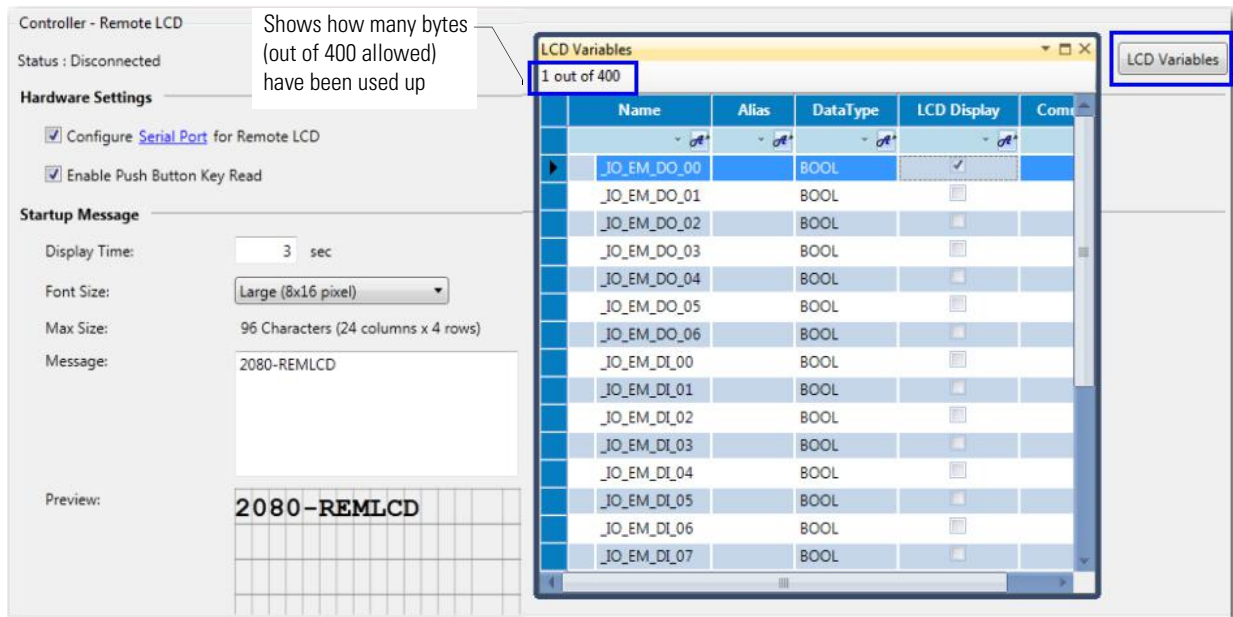 Controller - Remote LCD
Shows how many bytes
(out of 400 allowed)
have been used up
Status : Disconnected
Hardware Settings
Configure Serial Port for Remote LCD
Enable Push Button Key Read
Startup Message
Display Time: 3 sec
Font Size: Large (8x16 pixel)
Max Size: 96 Characters (24 columns x 4 rows)
Message: 2080-REMLCD
Preview: 2080-REMLCD
LCD Variables
1 out of 400
Name Alias DataType LCD Display
_IO_EM_DO_00 BOOL
_IO_EM_DO_01 BOOL
_IO_EM_DO_02 BOOL
_IO_EM_DO_03 BOOL
_IO_EM_DO_04 BOOL
_IO_EM_DO_05 BOOL
_IO_EM_DO_06 BOOL
_IO_EM_DI_00 BOOL
_IO_EM_DI_01 BOOL
_IO_EM_DI_02 BOOL
_IO_EM_DI_03 BOOL
_IO_EM_DI_04 BOOL
_IO_EM_DI_05 BOOL
_IO_EM_DI_06 BOOL
_IO_EM_DI_07 BOOL
LCD Variables